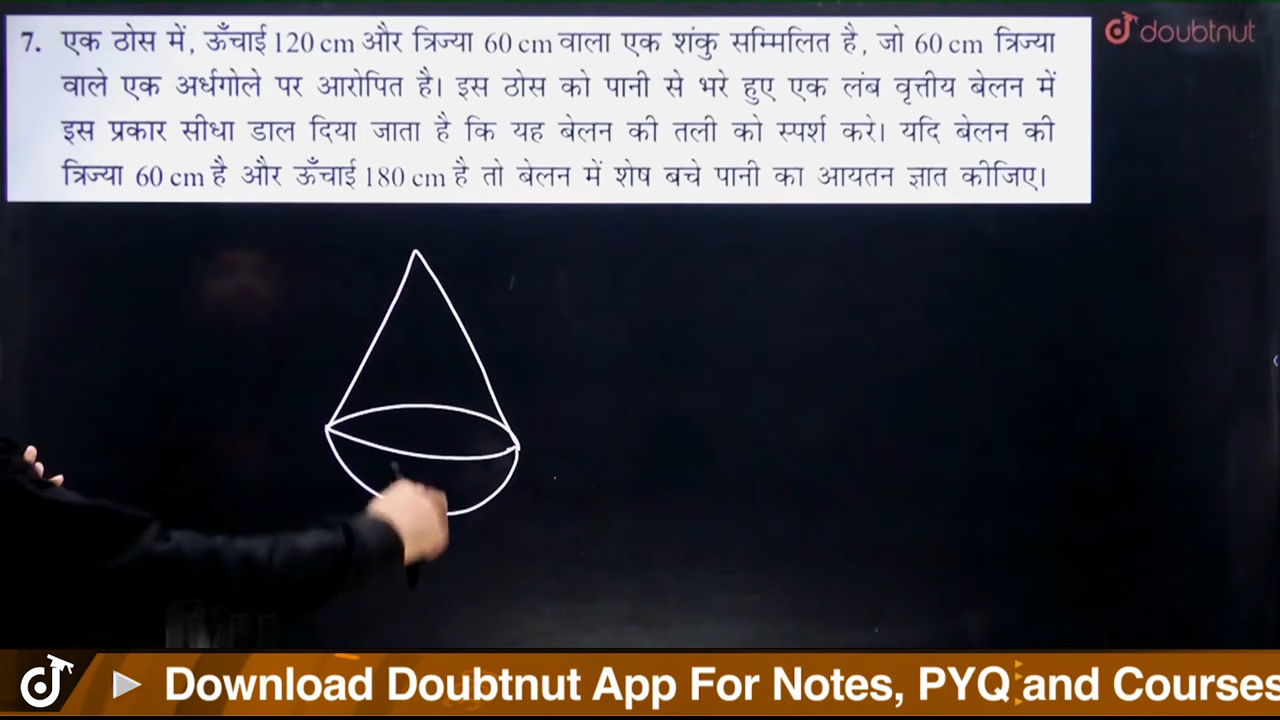 7. एक ठोस में, ऊँचाई 120 cm और त्रिज्या 60 cm वाला एक शंकु सम्मिलित है, जो 60 cm त्रिज्या
वाले एक अर्धगोले पर आरोपित है। इस ठोस को पानी से भरे हुए एक लंब वृत्तीय बेलन में
इस प्रकार सीधा डाल दिया जाता है कि यह बेलन की तली को स्पर्श करे। यदि बेलन की
त्रिज्या 60 cm है और ऊँचाई 180 cm है तो बेलन में शेष बचे पानी का आयतन ज्ञात कीजिए।
doubtnut
Download Doubtnut App For Notes, PYQ and Courses